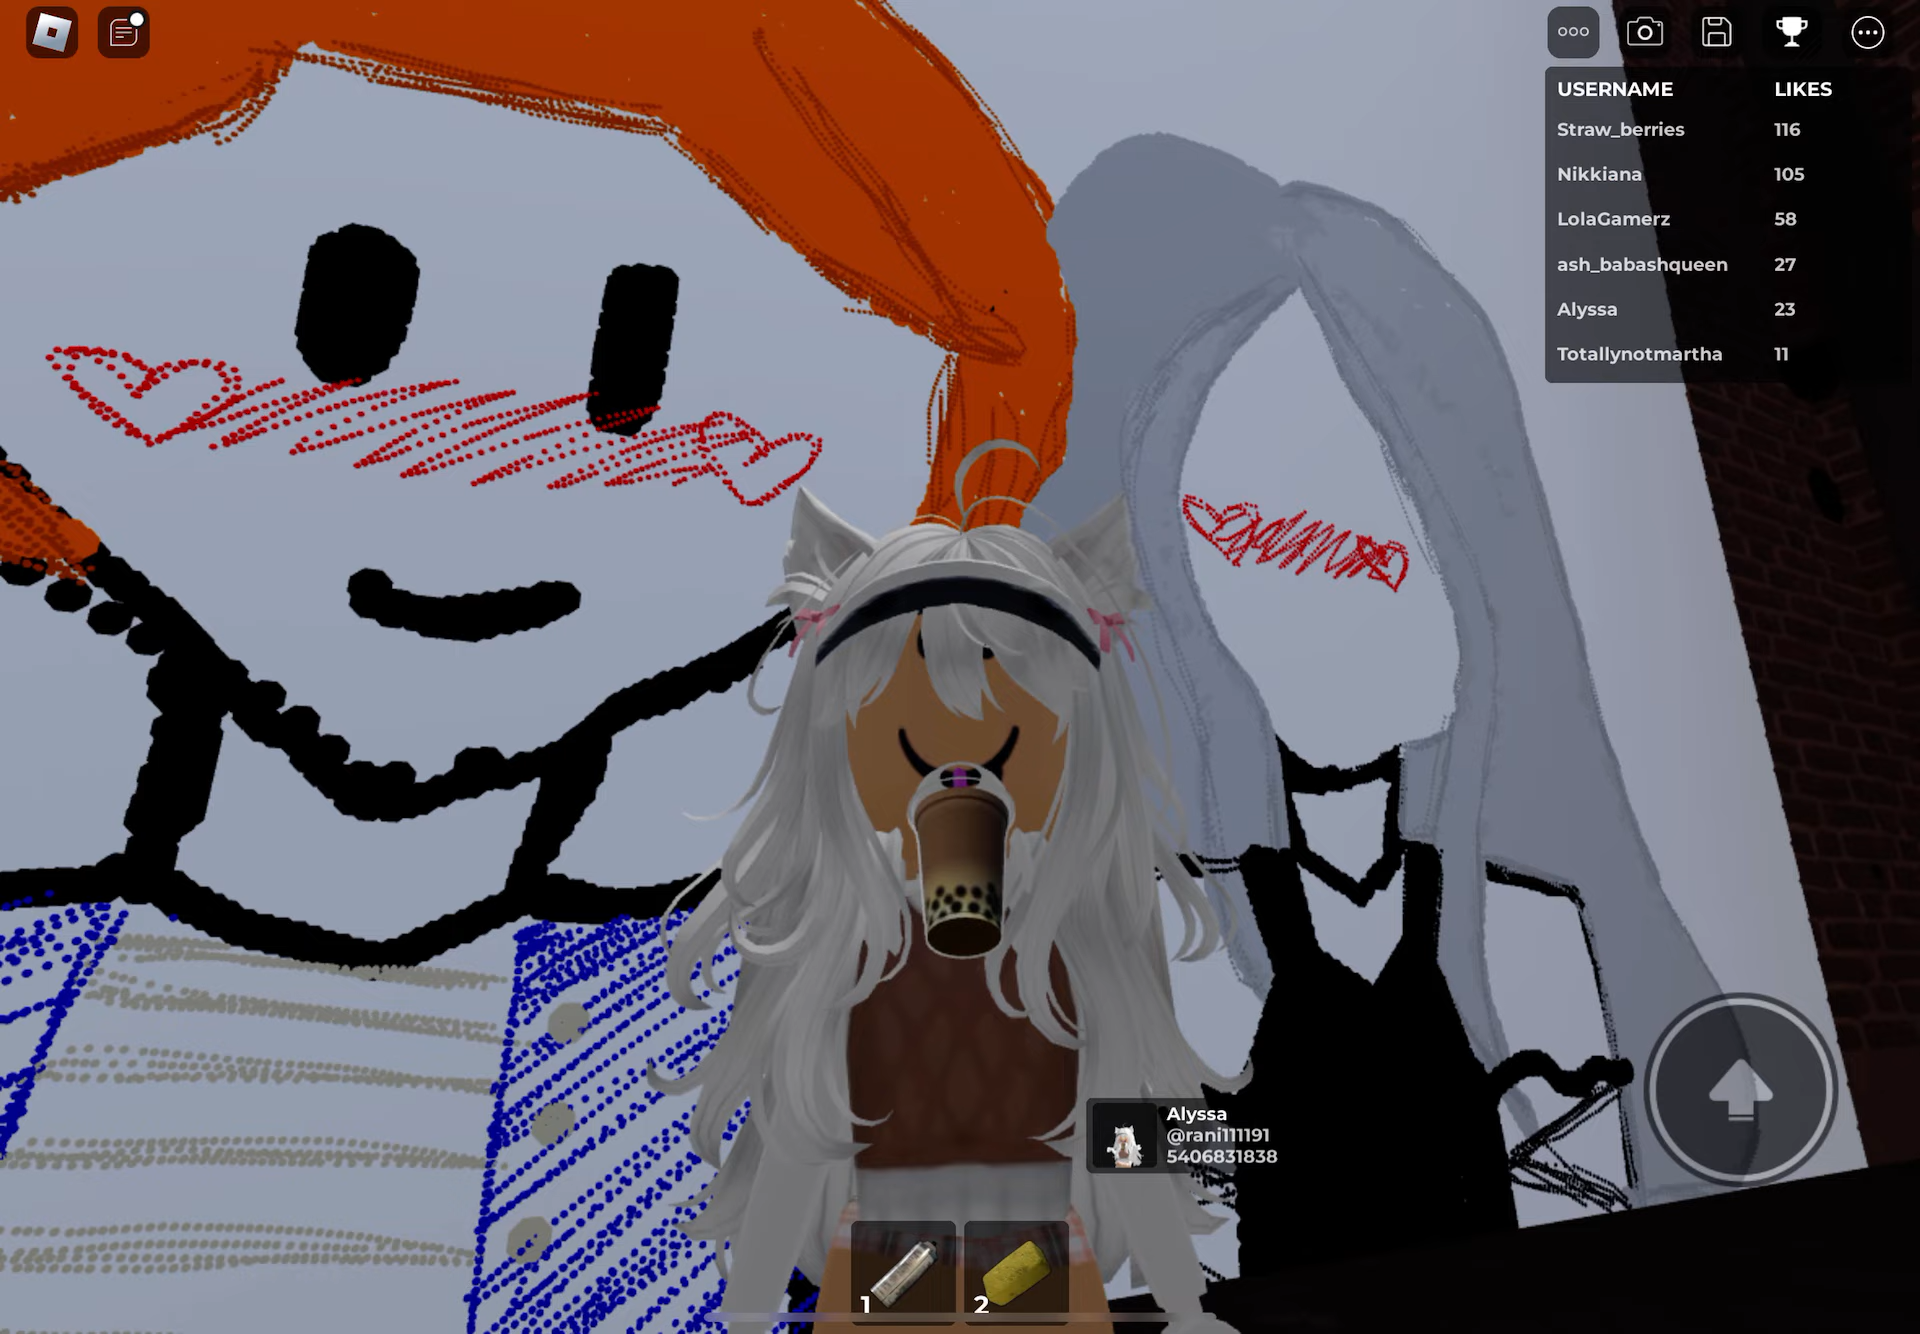 USERNAME LIKES
Straw_berries 116
Nikkiana 105
LolaGamerz 58
ash_babashqueen 27
Alyssa 23
Totallynotmartha 11
Alyssa
@rani111191
5406831838
1 2